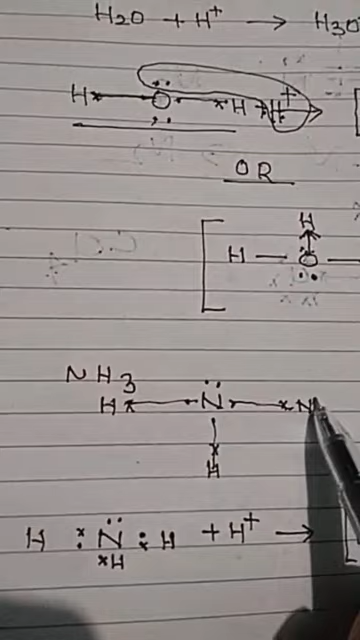 H2O + H+ → H3O
H ×—· Ö: ·—× H + H+ → [
OR
H
[ H — O —
NH3
H ×—· N̈ ·—× N
×
H
H :× N̈ :× H + H+ → [
×H